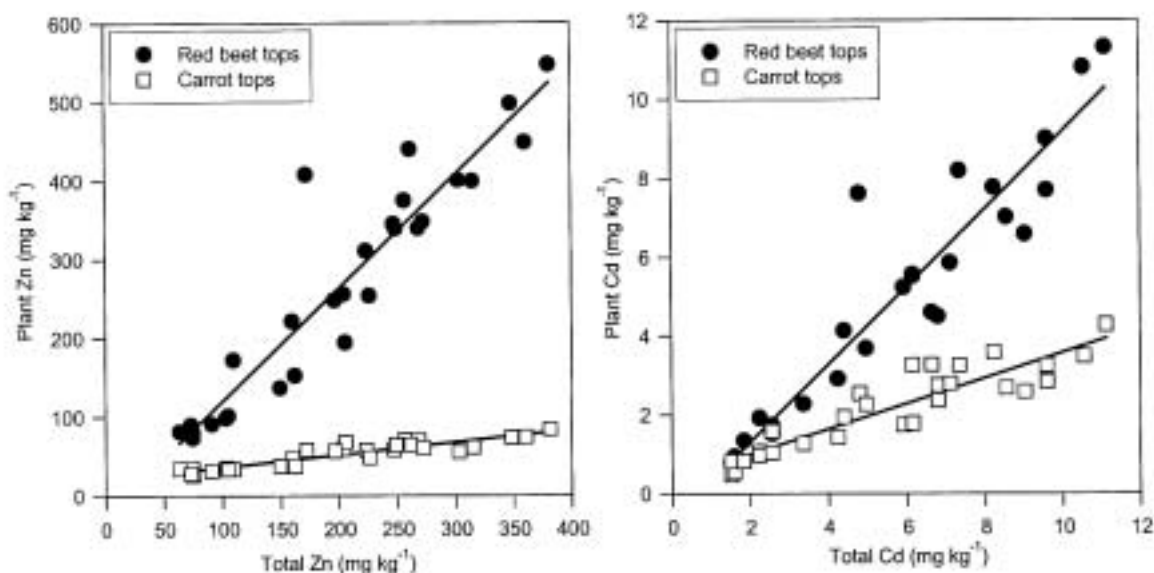 600
500
400
300
200
100
0
Plant Zn (mg kg⁻¹)
Red beet tops
Carrot tops
0 50 100 150 200 250 300 350 400
Total Zn (mg kg⁻¹)
12
10
8
6
4
2
0
Plant Cd (mg kg⁻¹)
Red beet tops
Carrot tops
0 2 4 6 8 10 12
Total Cd (mg kg⁻¹)